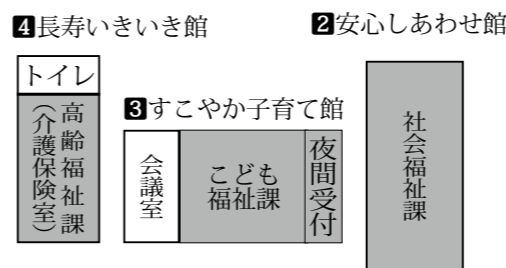 4長寿いきいき館
トイレ
高齢福祉課
（介護保険室）
3すこやか子育て館
会議室
こども
福祉課
夜間受付
2安心しあわせ館
社会福祉課